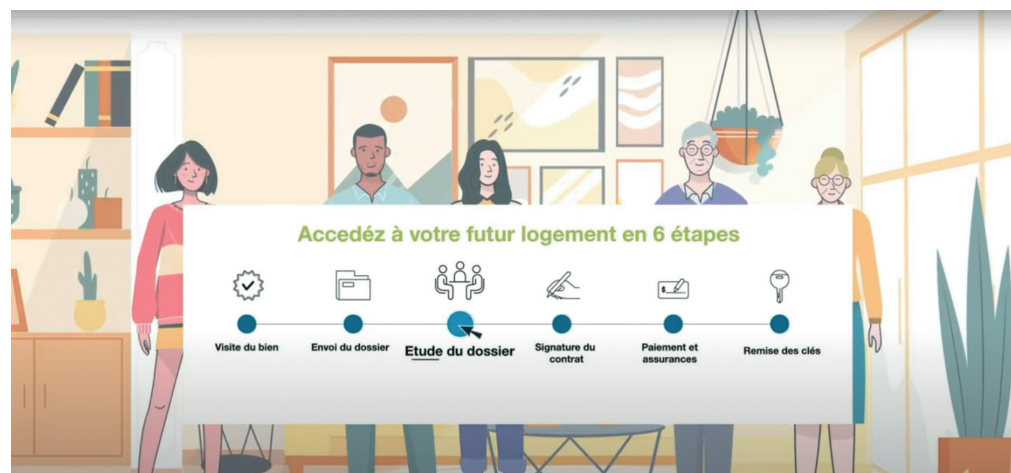 Accedéz à votre futur logement en 6 étapes
Visite du bien
Envoi du dossier
Etude du dossier
Signature du
contrat
Paiement et
assurances
Remise des clés